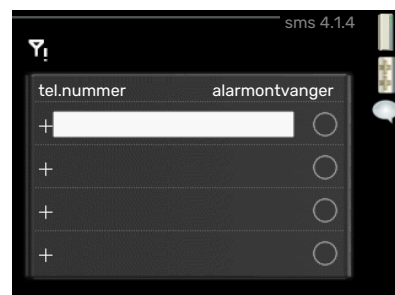 sms 4.1.4
tel.nummer alarmontvanger
+
+
+
+